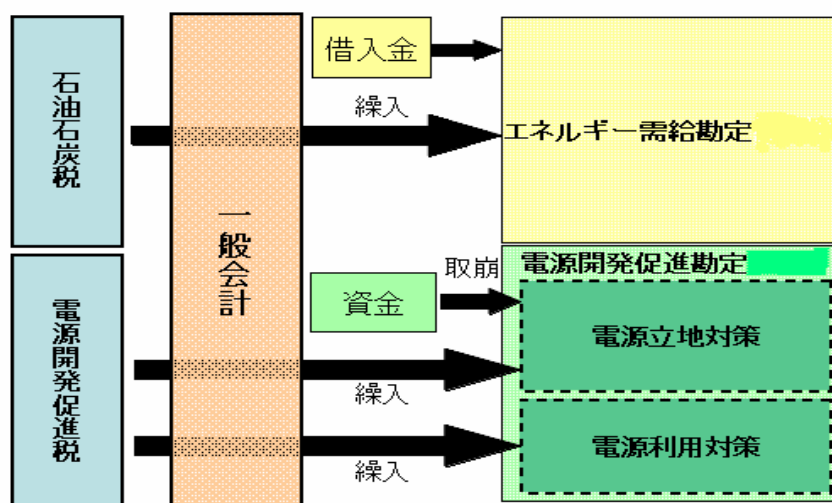 石油石炭税
一般会計
借入金
繰入
エネルギー需給勘定
電源開発促進税
取崩
資金
電源開発促進勘定
電源立地対策
繰入
電源利用対策
繰入